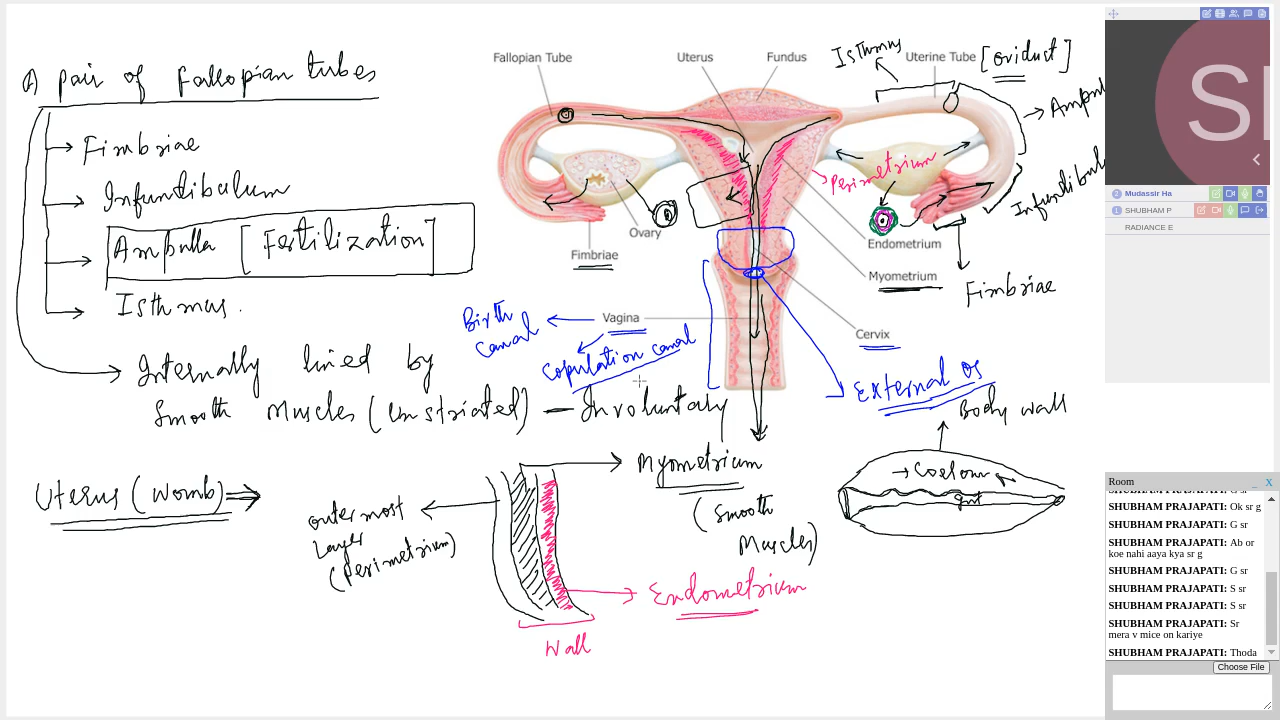 A) Pair of Fallopian tubes
Fimbriae
Infundibulum
Ampulla [Fertilization]
Isthmus.
Internally lined by
Smooth Muscles (Unstriated) - Involuntary
Fallopian Tube
Uterus
Fundus
Isthmus
Uterine Tube
[oviduct]
Perimetrium
Ovary
Fimbriae
Endometrium
Myometrium
Fimbriae
Vagina
Cervix
Birth
canal
Copulation canal
External os
Body wall
Coelom
gut
Uterus (Womb)
outermost
Layer
(Perimetrium)
Myometrium
(Smooth
Muscles)
Endometrium
Wall
SI
Mudassir Ha
SHUBHAM P
RADIANCE E
Room
_ X
SHUBHAM PRAJAPATI: Ok sr g
SHUBHAM PRAJAPATI: G sr
SHUBHAM PRAJAPATI: Ab or
koe nahi aaya kya sr g
SHUBHAM PRAJAPATI: G sr
SHUBHAM PRAJAPATI: S sr
SHUBHAM PRAJAPATI: S sr
SHUBHAM PRAJAPATI: Sr
mera v mice on kariye
SHUBHAM PRAJAPATI: Thoda
Choose File